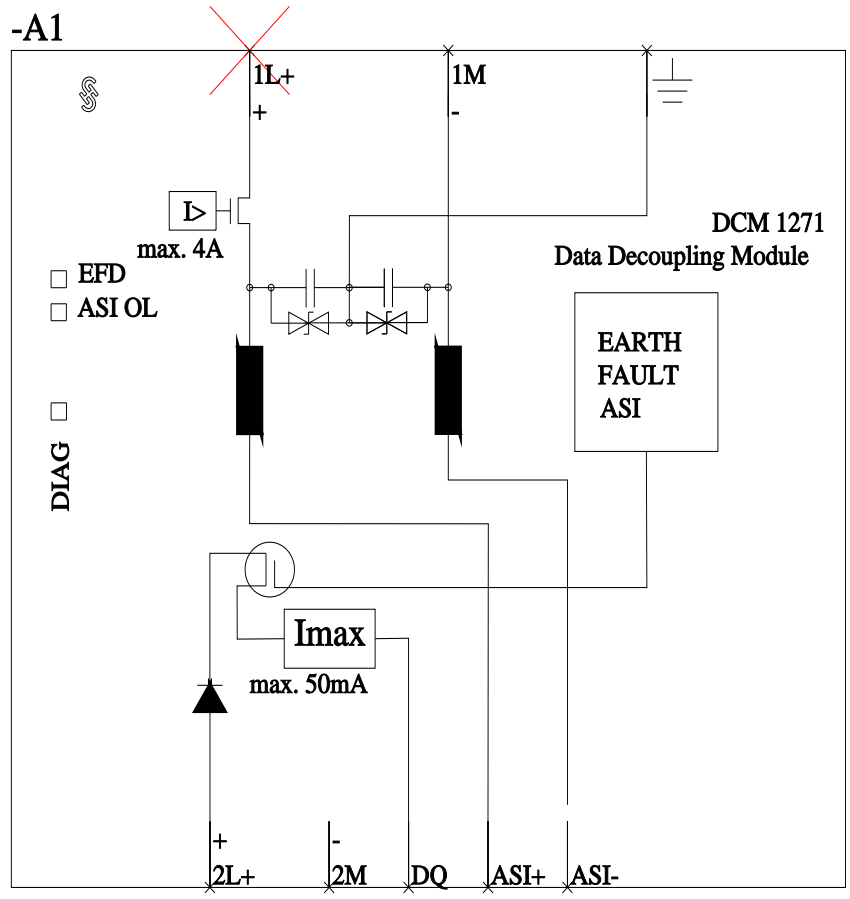 -A1
1L+
1M
+
-
I>
max. 4A
DCM 1271
Data Decoupling Module
EFD
ASI OL
EARTH
FAULT
ASI
DIAG
Imax
max. 50mA
+
-
2L+
2M
DQ
ASI+
ASI-